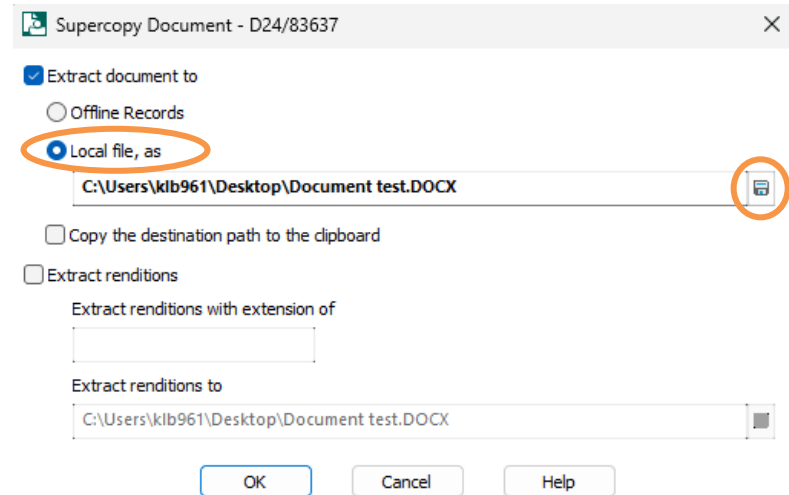 Supercopy Document - D24/83637
Extract document to
Offline Records
Local file, as
C:\Users\klb961\Desktop\Document test.DOCX
Copy the destination path to the clipboard
Extract renditions
Extract renditions with extension of
Extract renditions to
C:\Users\klb961\Desktop\Document test.DOCX
OK Cancel Help